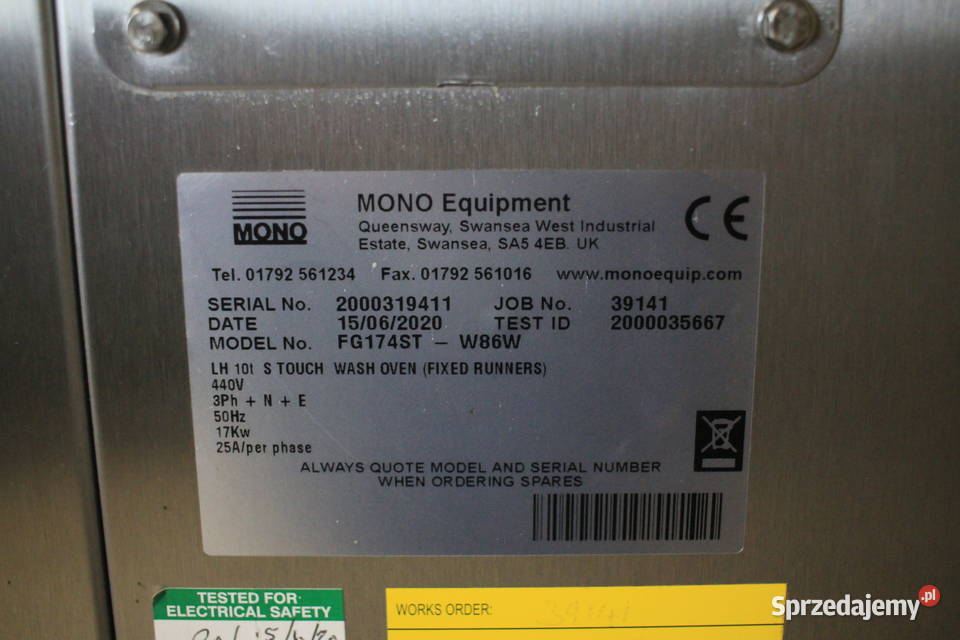 MONO
MONO Equipment
Queensway, Swansea West Industrial
Estate, Swansea, SA5 4EB. UK
CE
Tel. 01792 561234 Fax. 01792 561016 www.monoequip.com
SERIAL No. 2000319411 JOB No. 39141
DATE 15/06/2020 TEST ID 2000035667
MODEL No. FG174ST – W86W
LH 10t S TOUCH WASH OVEN (FIXED RUNNERS)
440V
3Ph + N + E
50Hz
17Kw
25A/per phase
ALWAYS QUOTE MODEL AND SERIAL NUMBER
WHEN ORDERING SPARES
TESTED FOR
ELECTRICAL SAFETY
WORKS ORDER: 39141
Sprzedajemy.pl